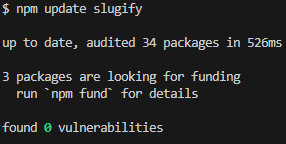 $ npm update slugify
up to date, audited 34 packages in 526ms
3 packages are looking for funding
run `npm fund` for details
found 0 vulnerabilities